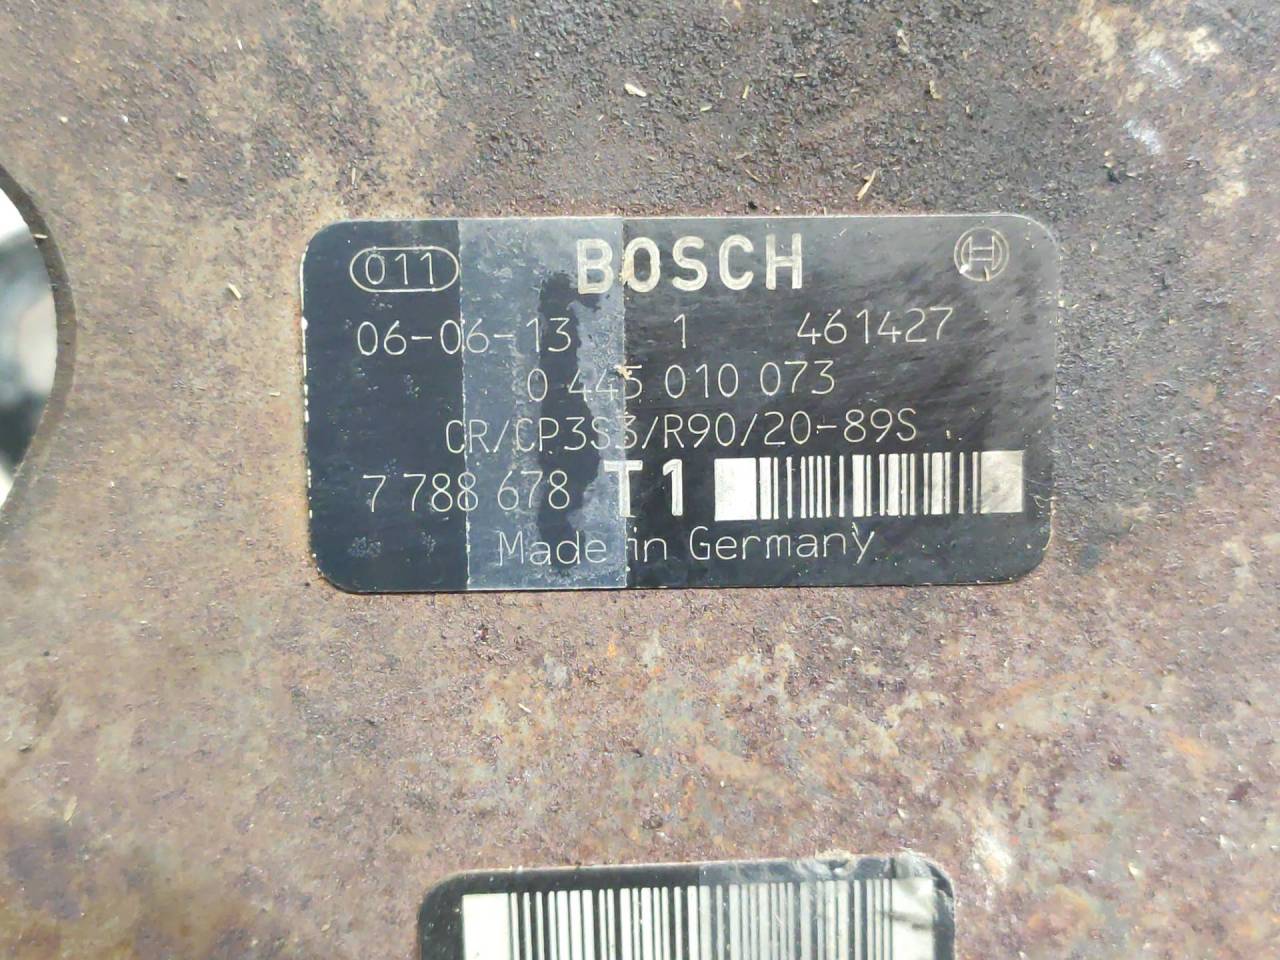 011 BOSCH
06-06-13 1 461427
0 445 010 073
CR/CP3S3/R90/20-89S
7 788 678 T1
Made in Germany